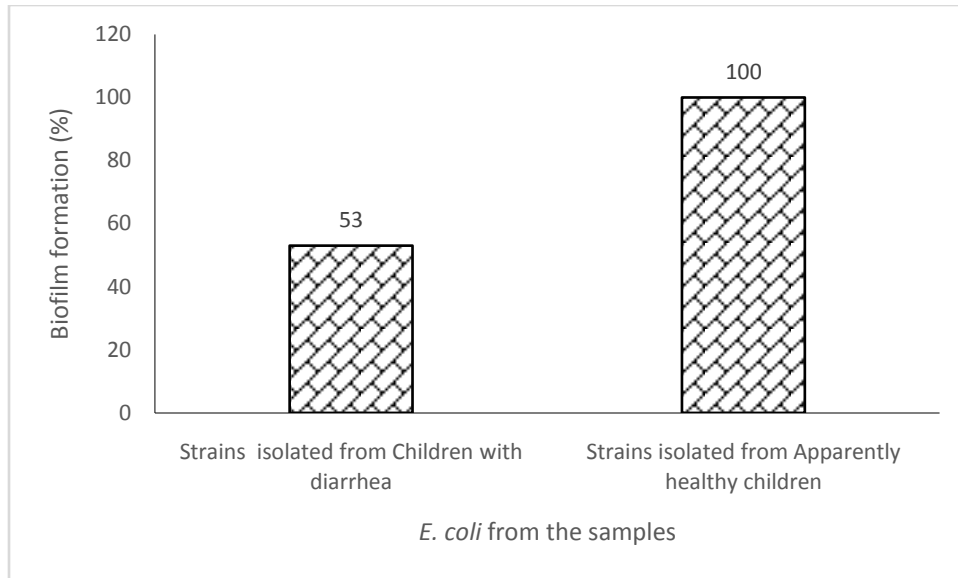 120
100
80
60
40
20
0
Biofilm formation (%)
53
100
Strains isolated from Children with
diarrhea
Strains isolated from Apparently
healthy children
E. coli from the samples